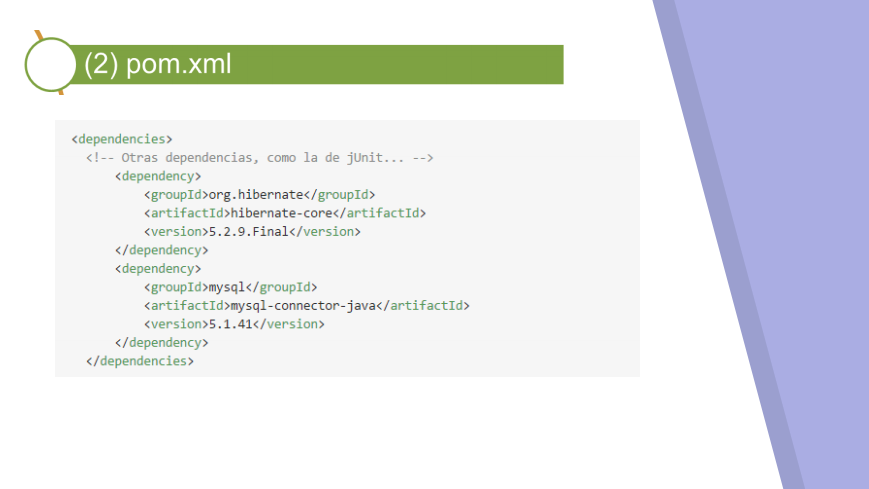 (2) pom.xml
<dependencies>
<!-- Otras dependencias, como la de jUnit... -->
<dependency>
<groupId>org.hibernate</groupId>
<artifactId>hibernate-core</artifactId>
<version>5.2.9.Final</version>
</dependency>
<dependency>
<groupId>mysql</groupId>
<artifactId>mysql-connector-java</artifactId>
<version>5.1.41</version>
</dependency>
</dependencies>